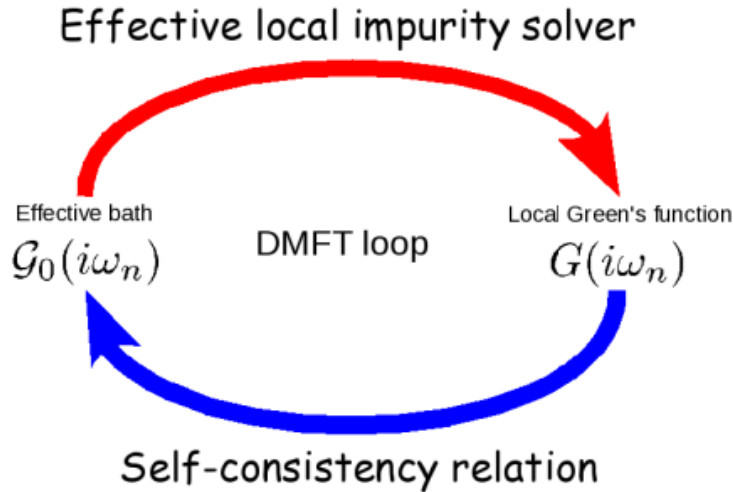 Effective local impurity solver
Effective bath
𝒢₀(iωₙ)
DMFT loop
Local Green's function
G(iωₙ)
Self-consistency relation